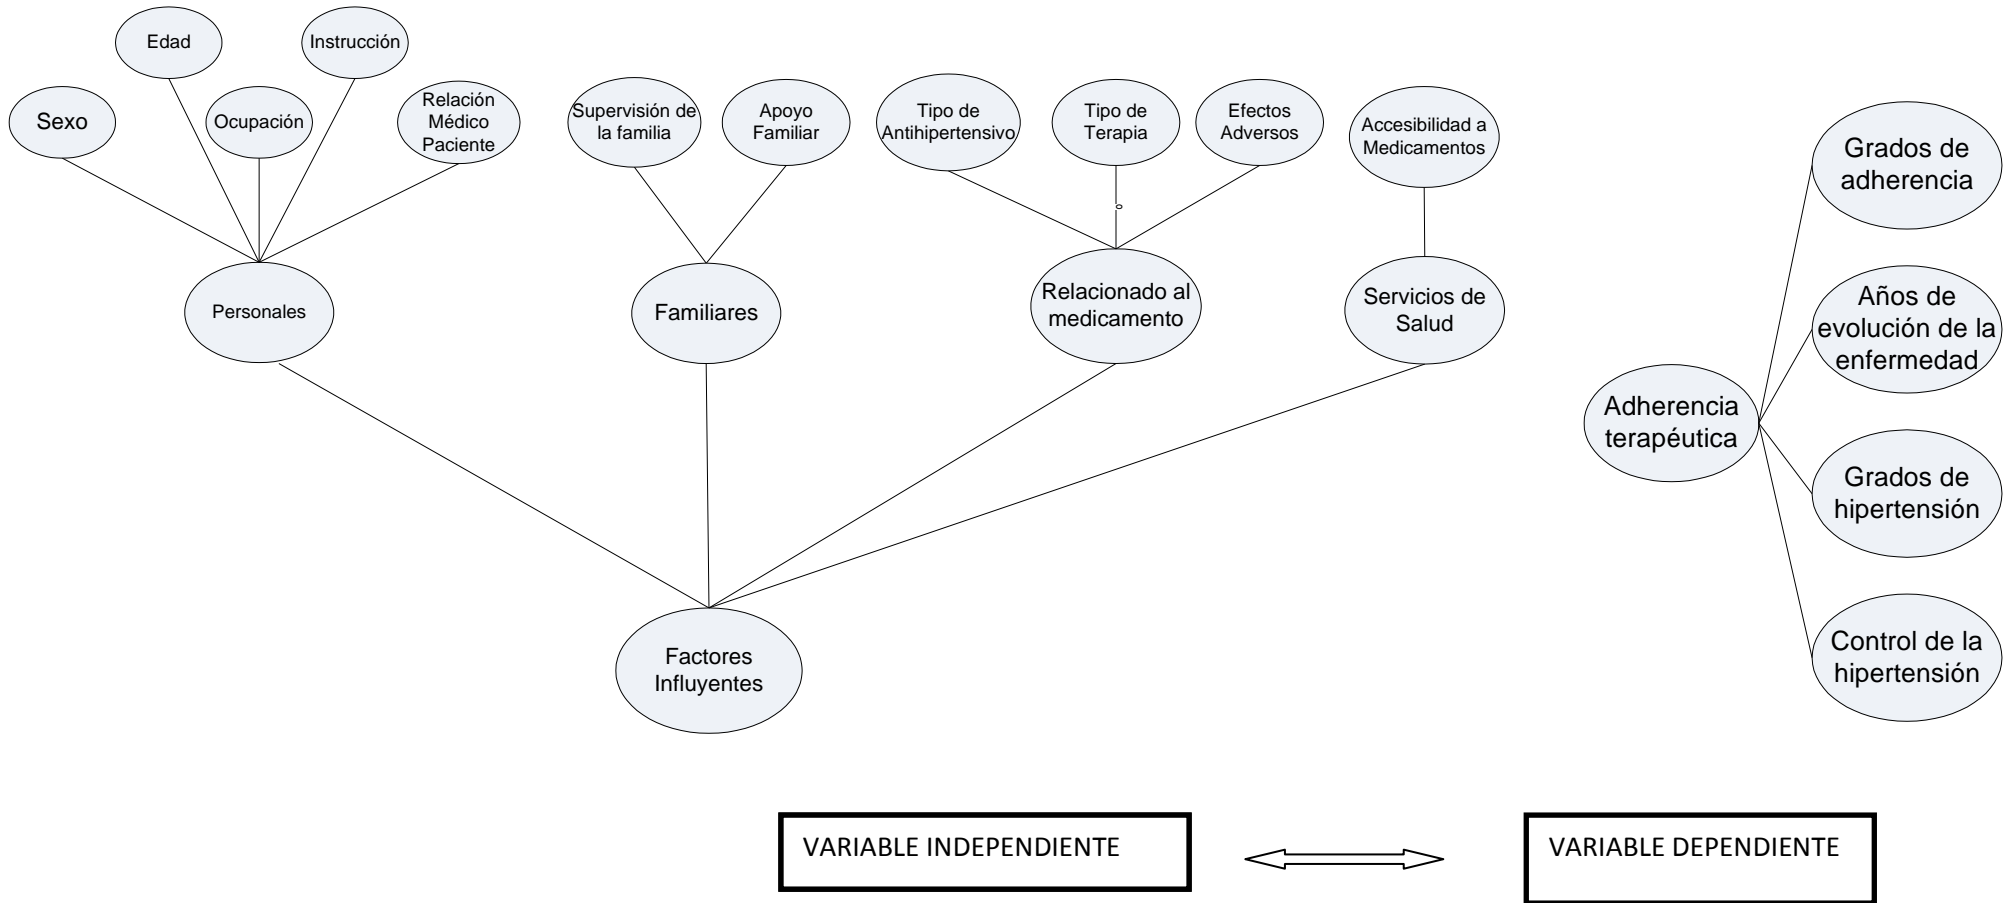 Edad
Instrucción
Sexo
Ocupación
Relación
Médico
Paciente
Supervisión de
la familia
Apoyo
Familiar
Tipo de
Antihipertensivo
Tipo de
Terapia
Efectos
Adversos
Accesibilidad a
Medicamentos
Personales
Familiares
Relacionado al
medicamento
Servicios de
Salud
Factores
Influyentes
Adherencia
terapéutica
Grados de
adherencia
Años de
evolución de la
enfermedad
Grados de
hipertensión
Control de la
hipertensión
VARIABLE INDEPENDIENTE
VARIABLE DEPENDIENTE